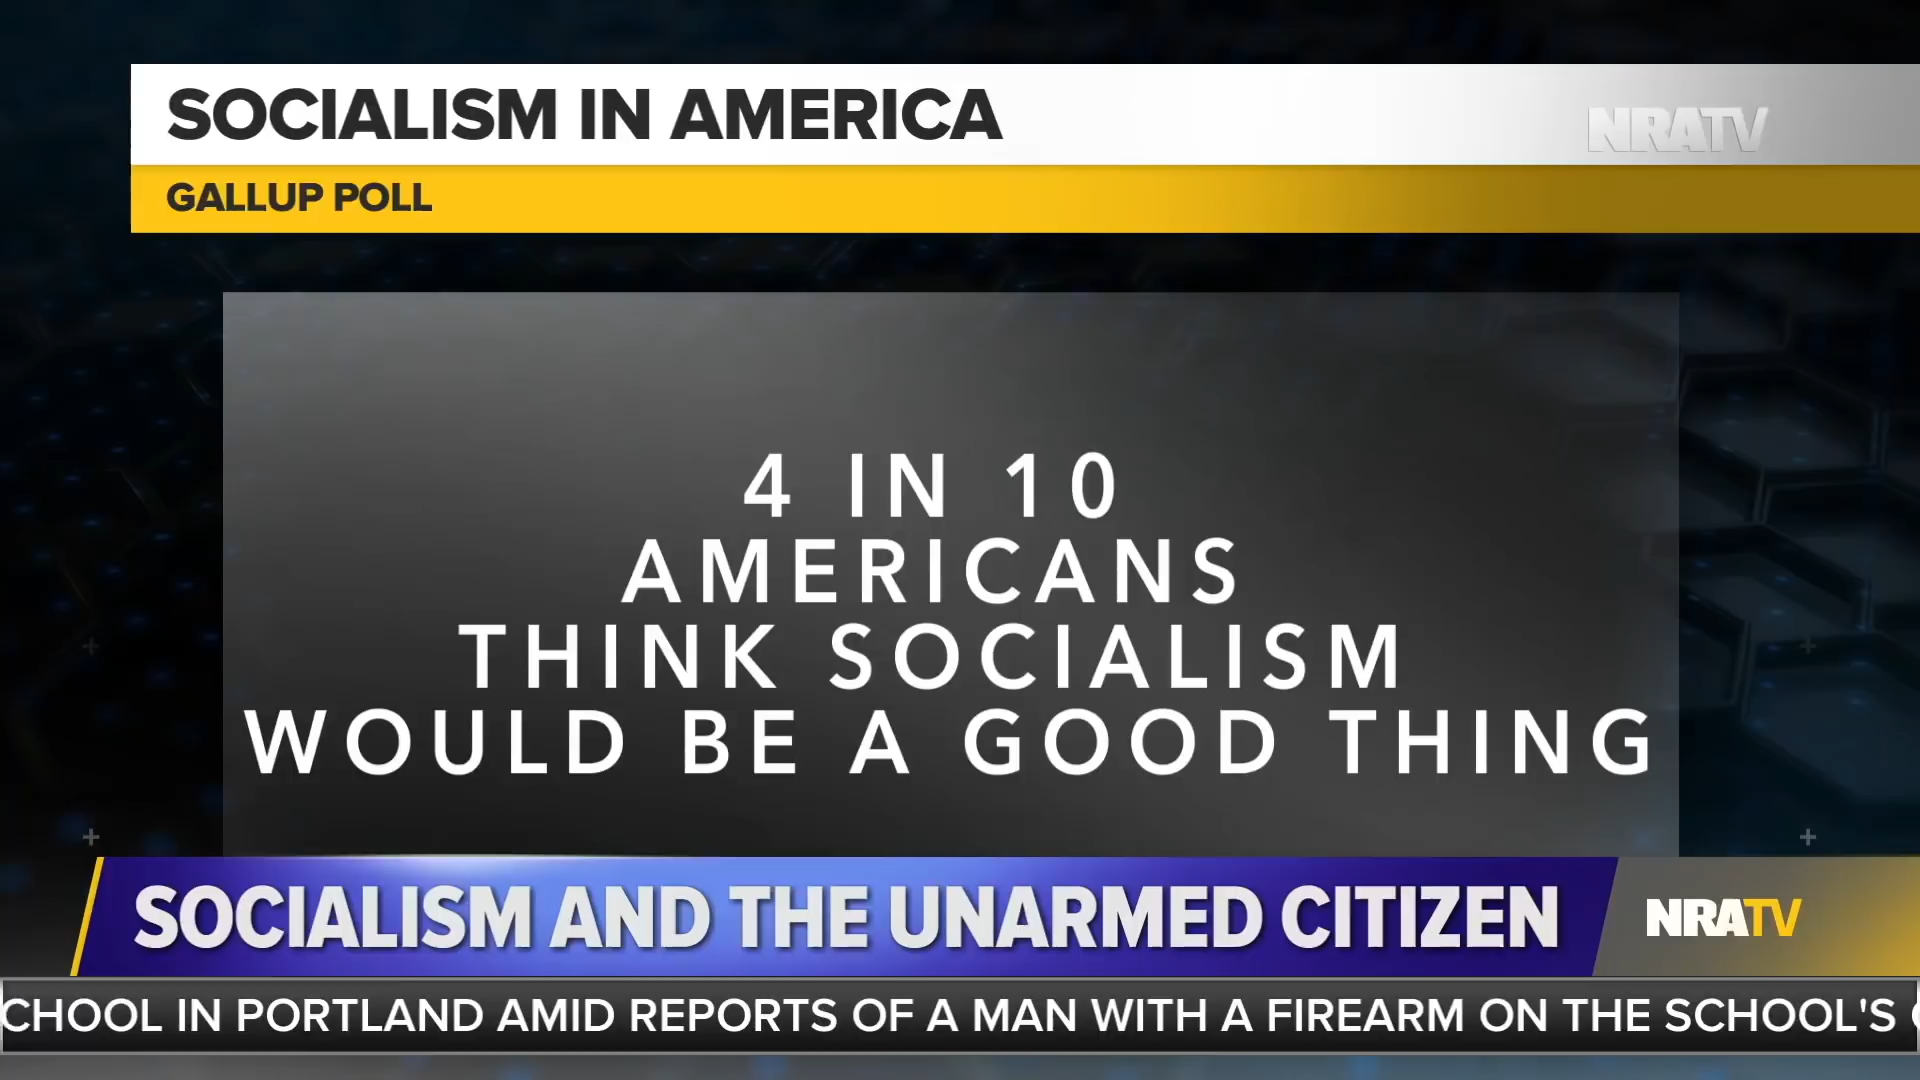 SOCIALISM IN AMERICA
NRATV
GALLUP POLL
4 IN 10
AMERICANS
THINK SOCIALISM
WOULD BE A GOOD THING
SOCIALISM AND THE UNARMED CITIZEN
NRATV
CHOOL IN PORTLAND AMID REPORTS OF A MAN WITH A FIREARM ON THE SCHOOL'S